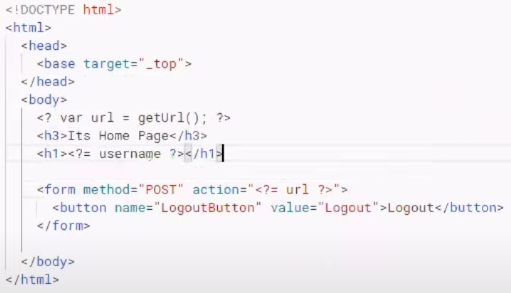 <!DOCTYPE html>
<html>
<head>
<base target="_top">
</head>
<body>
<? var url = getUrl(); ?>
<h3>Its Home Page</h3>
<h1><?= username ?></h1>
<form method="POST" action="<?= url ?>">
<button name="LogoutButton" value="Logout">Logout</button>
</form>
</body>
</html>